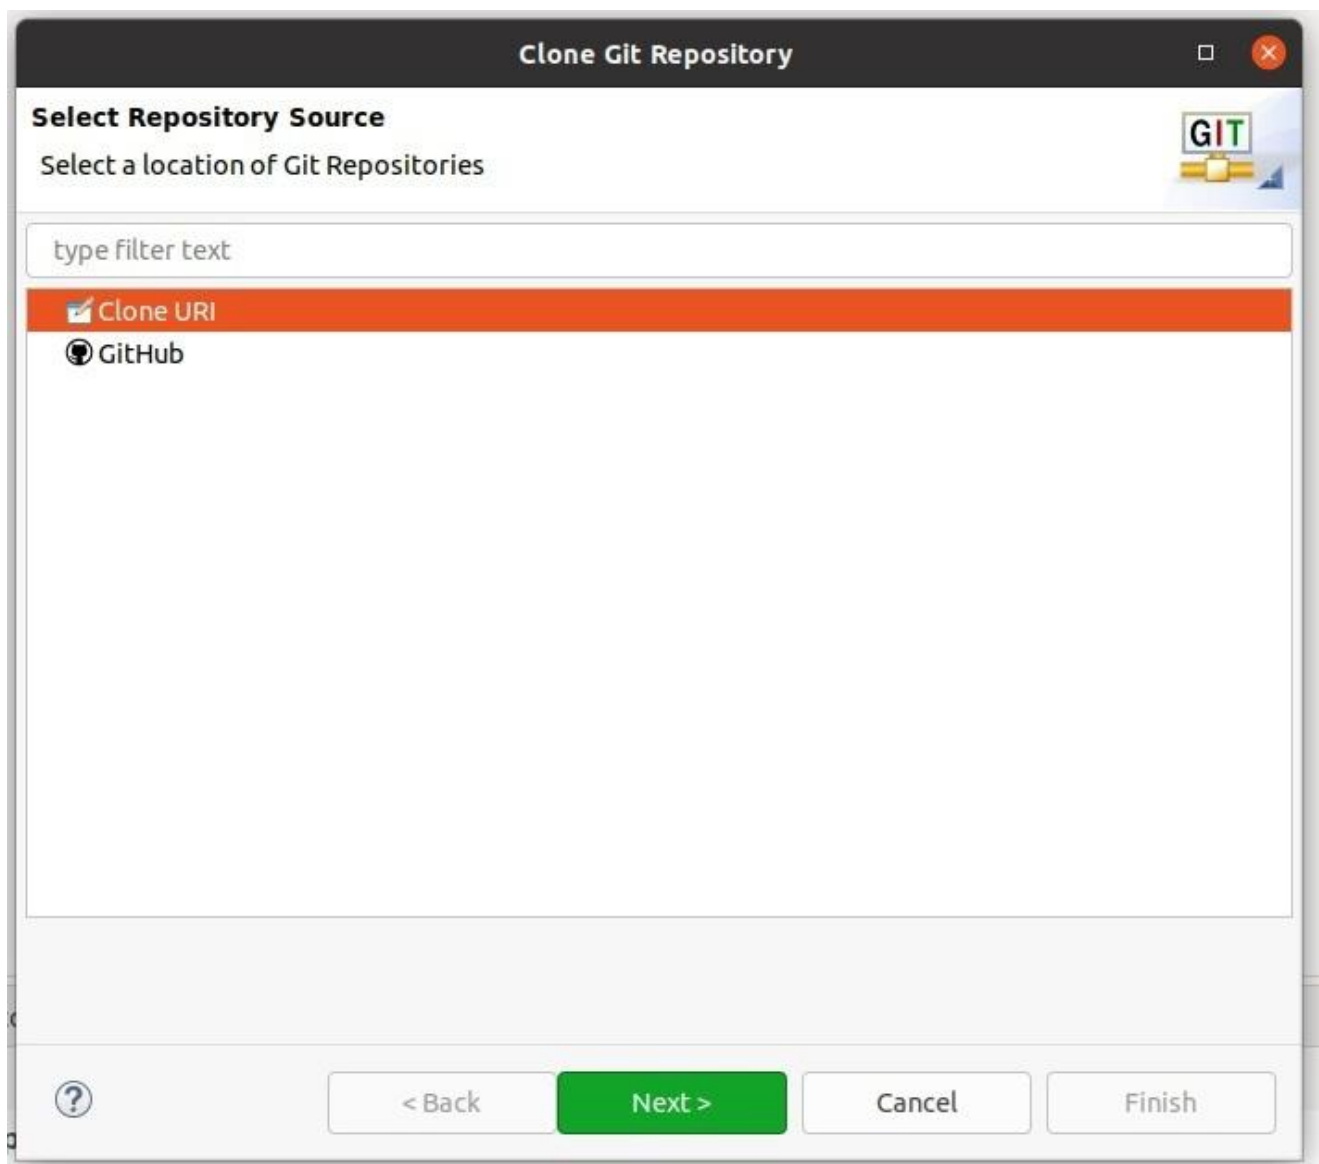 Clone Git Repository
Select Repository Source
Select a location of Git Repositories
GIT
type filter text
Clone URI
GitHub
< Back
Next >
Cancel
Finish